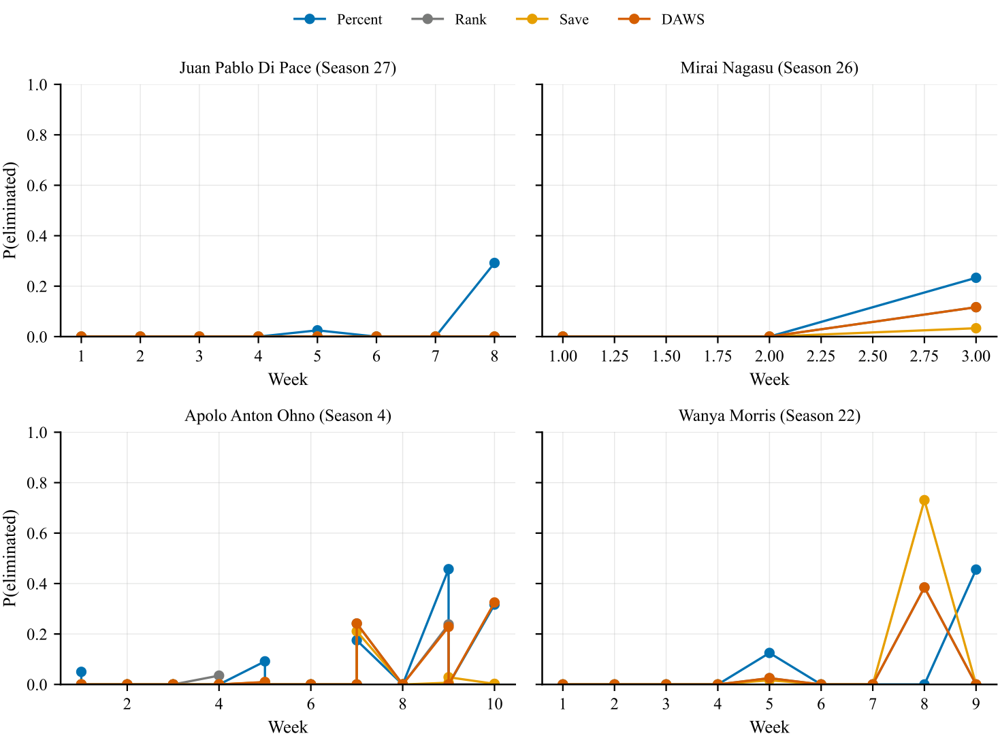 Percent Rank Save DAWS
Juan Pablo Di Pace (Season 27)
Mirai Nagasu (Season 26)
1.0
0.8
0.6
0.4
0.2
0.0
P(eliminated)
1 2 3 4 5 6 7 8
Week
1.00 1.25 1.50 1.75 2.00 2.25 2.50 2.75 3.00
Week
Apolo Anton Ohno (Season 4)
Wanya Morris (Season 22)
1.0
0.8
0.6
0.4
0.2
0.0
P(eliminated)
2 4 6 8 10
Week
1 2 3 4 5 6 7 8 9
Week